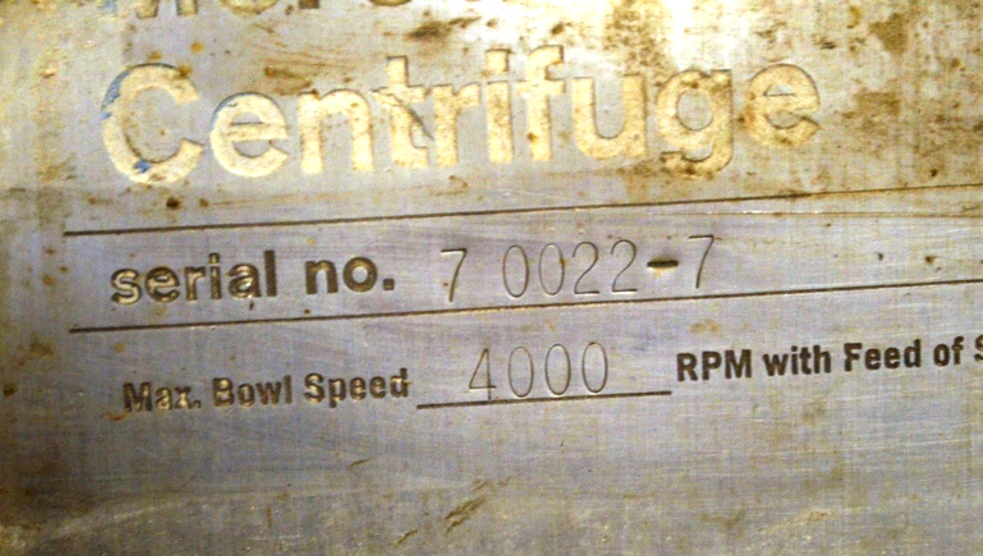 Centrifuge
serial no. 7 0022-7
Max. Bowl Speed 4000 RPM with Feed of